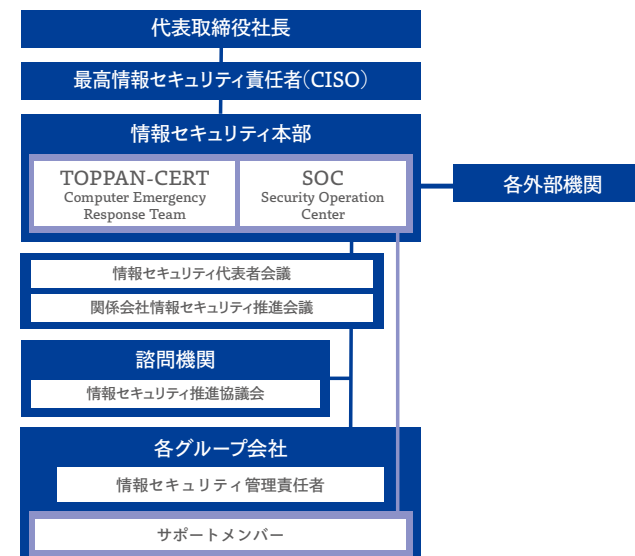 代表取締役社長
最高情報セキュリティ責任者(CISO)
情報セキュリティ本部
TOPPAN-CERT
Computer Emergency
Response Team
SOC
Security Operation
Center
各外部機関
情報セキュリティ代表者会議
関係会社情報セキュリティ推進会議
諮問機関
情報セキュリティ推進協議会
各グループ会社
情報セキュリティ管理責任者
サポートメンバー